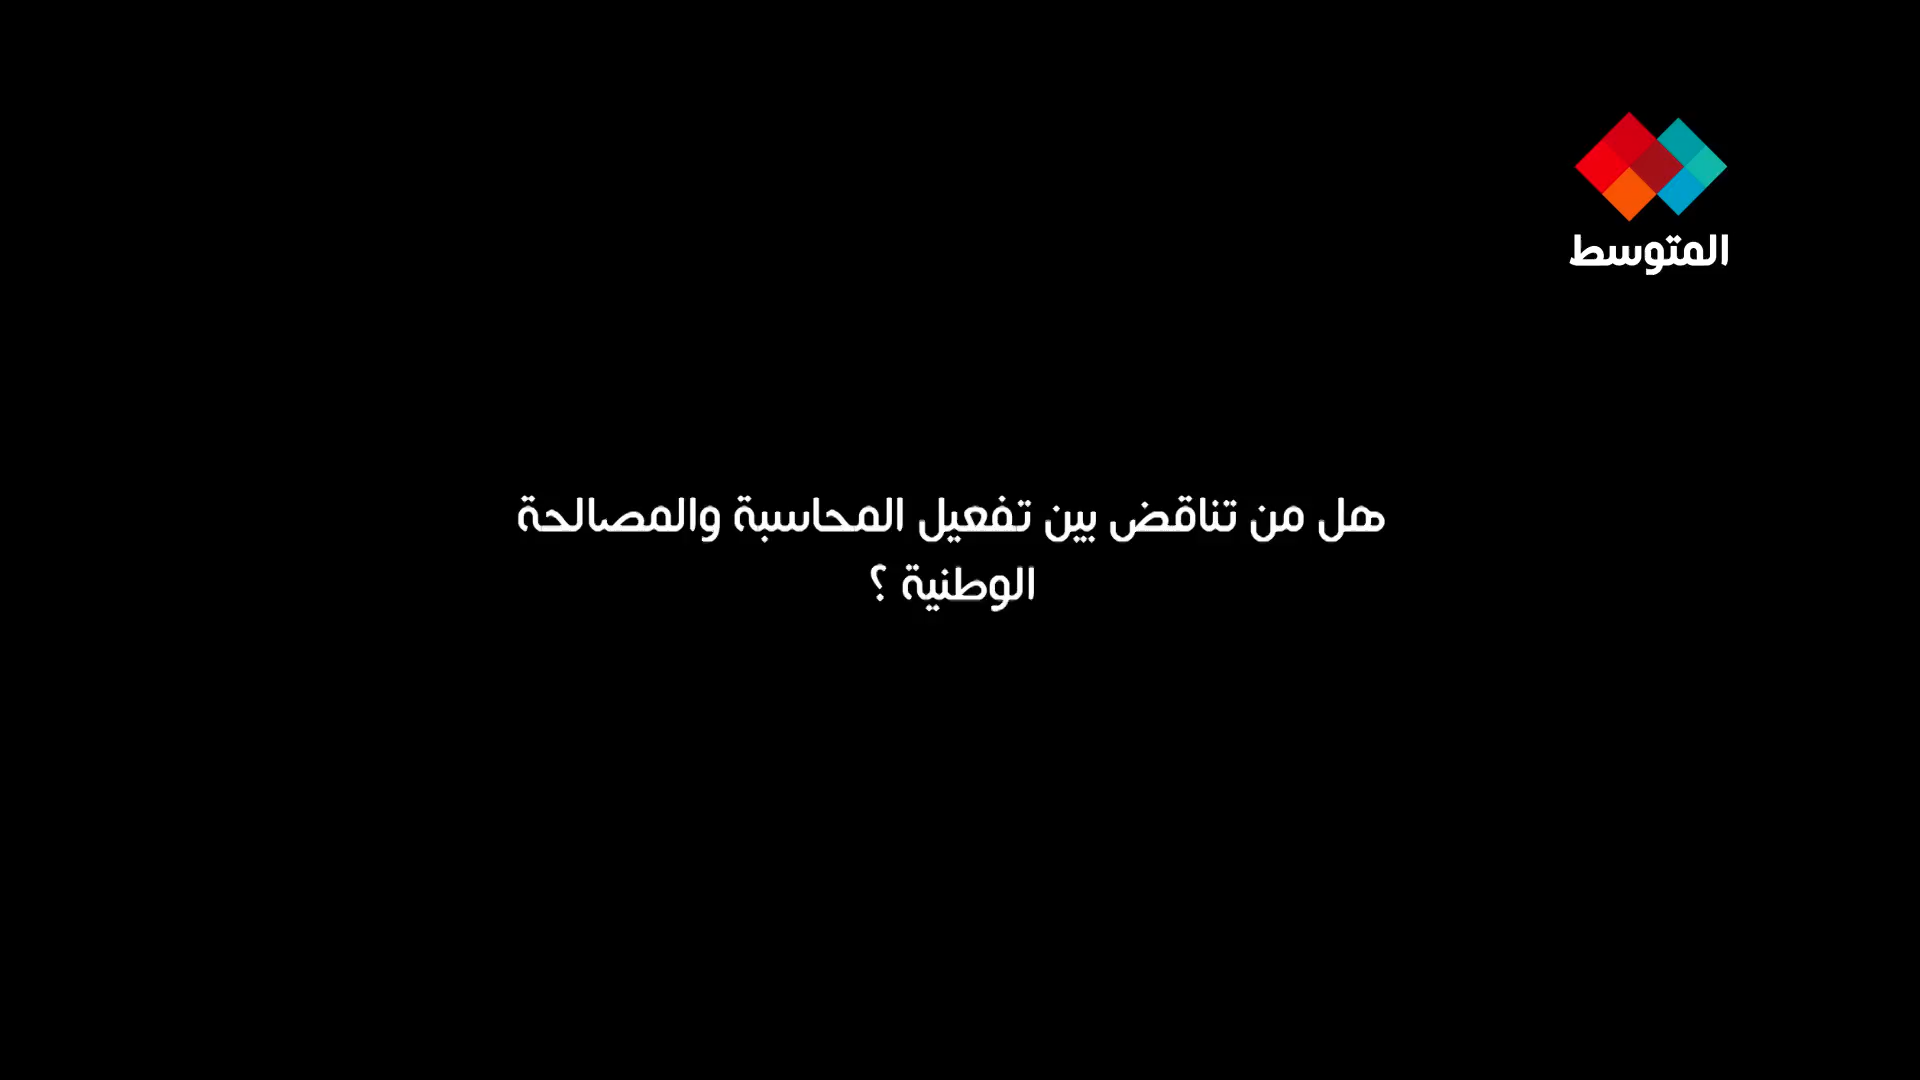 المتوسط
هل من تناقض بين تفعيل المحاسبة والمصالحة
الوطنية ؟